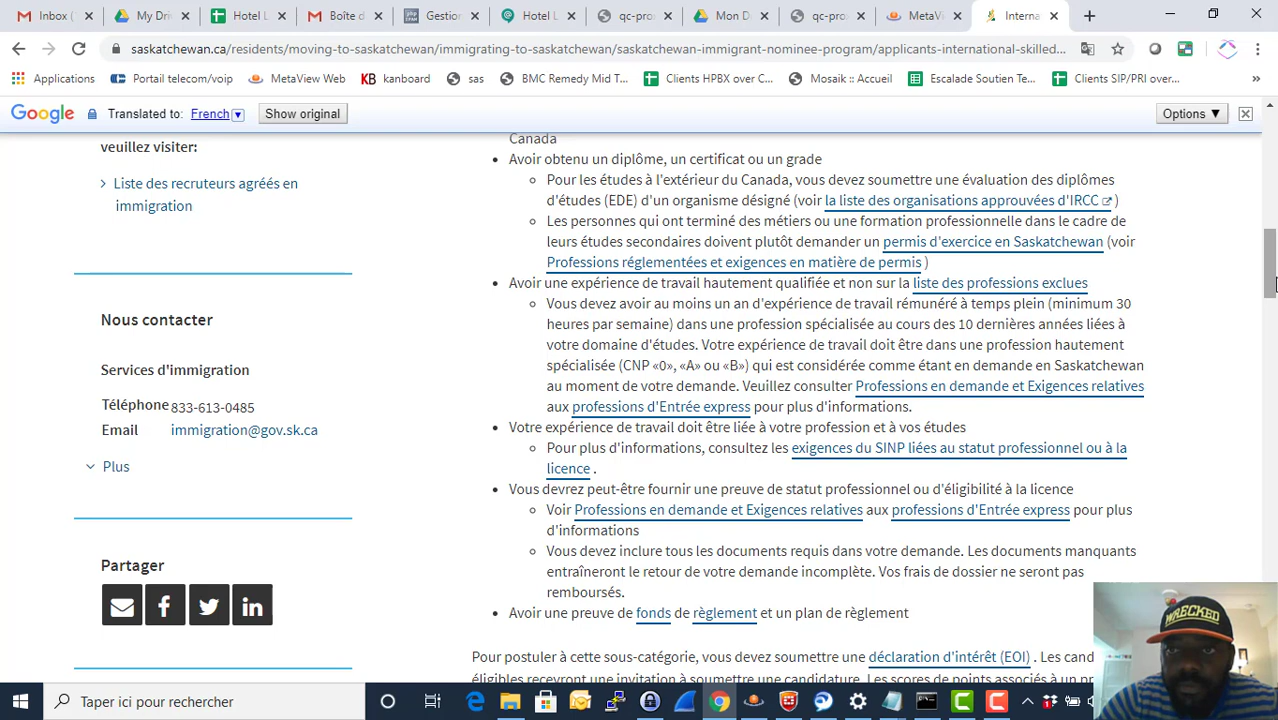 Inbox (
My Dri
Hotel L
Boîte d
Gestion
Hotel L
qc-pro
Mon D
qc-pro
MetaVi
Interna
saskatchewan.ca/residents/moving-to-saskatchewan/immigrating-to-saskatchewan/saskatchewan-immigrant-nominee-program/applicants-international-skilled...
Applications
Portail telecom/voip
MetaView Web
KB kanboard
sas
BMC Remedy Mid T...
Clients HPBX over C...
Mosaik :: Accueil
Escalade Soutien Te...
Clients SIP/PRI over...
»
Google Translated to: French Show original Options ▼
veuillez visiter:
Liste des recruteurs agréés en
immigration
Nous contacter
Services d'immigration
Téléphone 833-613-0485
Email immigration@gov.sk.ca
Plus
Partager
Canada
• Avoir obtenu un diplôme, un certificat ou un grade
Pour les études à l'extérieur du Canada, vous devez soumettre une évaluation des diplômes
d'études (EDE) d'un organisme désigné (voir la liste des organisations approuvées d'IRCC )
Les personnes qui ont terminé des métiers ou une formation professionnelle dans le cadre de
leurs études secondaires doivent plutôt demander un permis d'exercice en Saskatchewan (voir
Professions réglementées et exigences en matière de permis )
• Avoir une expérience de travail hautement qualifiée et non sur la liste des professions exclues
Vous devez avoir au moins un an d'expérience de travail rémunéré à temps plein (minimum 30
heures par semaine) dans une profession spécialisée au cours des 10 dernières années liées à
votre domaine d'études. Votre expérience de travail doit être dans une profession hautement
spécialisée (CNP «0», «A» ou «B») qui est considérée comme étant en demande en Saskatchewan
au moment de votre demande. Veuillez consulter Professions en demande et Exigences relatives
aux professions d'Entrée express pour plus d'informations.
• Votre expérience de travail doit être liée à votre profession et à vos études
Pour plus d'informations, consultez les exigences du SINP liées au statut professionnel ou à la
licence .
• Vous devrez peut-être fournir une preuve de statut professionnel ou d'éligibilité à la licence
Voir Professions en demande et Exigences relatives aux professions d'Entrée express pour plus
d'informations
Vous devez inclure tous les documents requis dans votre demande. Les documents manquants
entraîneront le retour de votre demande incomplète. Vos frais de dossier ne seront pas
remboursés.
• Avoir une preuve de fonds de règlement et un plan de règlement
Pour postuler à cette sous-catégorie, vous devez soumettre une déclaration d'intérêt (EOI) . Les cand
éligibles recevront une invitation à soumettre une candidature. Les scores de points associés à un pr
WRECKED
Taper ici pour rechercher